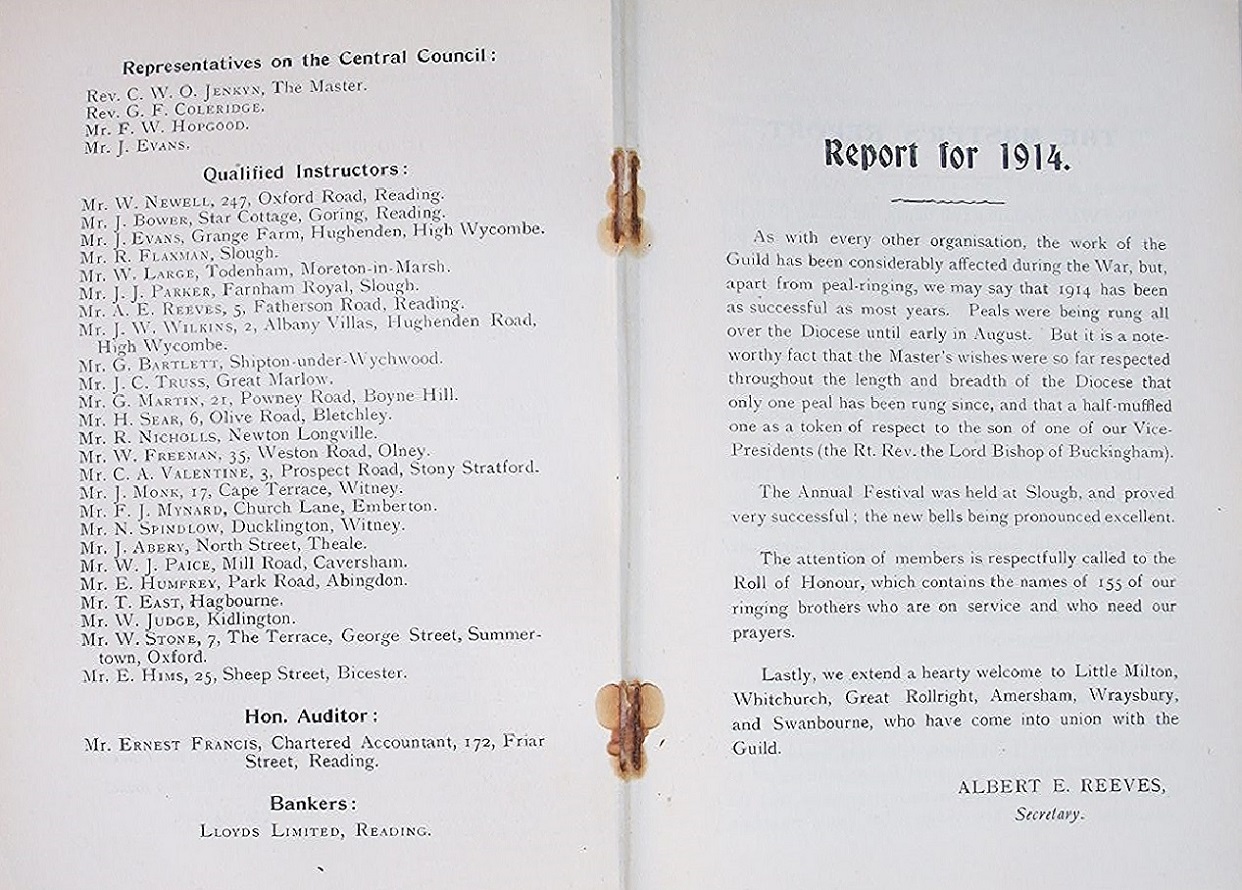 Representatives on the Central Council:
Rev. C. W. O. JENKYN, The Master.
Rev. G. F. COLERIDGE.
Mr. F. W. HOPGOOD.
Mr. J. EVANS.
Qualified Instructors:
Mr. W. NEWELL, 247, Oxford Road, Reading.
Mr. J. BOWER, Star Cottage, Goring, Reading.
Mr. J. EVANS, Grange Farm, Hughenden, High Wycombe.
Mr. R. FLAXMAN, Slough.
Mr. W. LARGE, Todenham, Moreton-in-Marsh.
Mr. J. J. PARKER, Farnham Royal, Slough.
Mr. A. E. REEVES, 5, Fatherson Road, Reading.
Mr. J. W. WILKINS, 2, Albany Villas, Hughenden Road,
High Wycombe.
Mr. G. BARTLETT, Shipton-under-Wychwood.
Mr. J. C. TRUSS, Great Marlow.
Mr. G. MARTIN, 21, Powney Road, Boyne Hill.
Mr. H. SEAR, 6, Olive Road, Bletchley.
Mr. R. NICHOLLS, Newton Longville.
Mr. W. FREEMAN, 35, Weston Road, Olney.
Mr. C. A. VALENTINE, 3, Prospect Road, Stony Stratford.
Mr. J. MONK, 17, Cape Terrace, Witney.
Mr. F. J. MYNARD, Church Lane, Emberton.
Mr. N. SPINDLOW, Ducklington, Witney.
Mr. J. ABERY, North Street, Theale.
Mr. W. J. PAICE, Mill Road, Caversham.
Mr. E. HUMFREY, Park Road, Abingdon.
Mr. T. EAST, Hagbourne.
Mr. W. JUDGE, Kidlington.
Mr. W. STONE, 7, The Terrace, George Street, Summer-
town, Oxford.
Mr. E. HIMS, 25, Sheep Street, Bicester.
Hon. Auditor:
Mr. ERNEST FRANCIS, Chartered Accountant, 172, Friar
Street, Reading.
Bankers:
LLOYDS LIMITED, READING.
Report for 1914.
As with every other organisation, the work of the
Guild has been considerably affected during the War, but,
apart from peal-ringing, we may say that 1914 has been
as successful as most years. Peals were being rung all
over the Diocese until early in August. But it is a note-
worthy fact that the Master's wishes were so far respected
throughout the length and breadth of the Diocese that
only one peal has been rung since, and that a half-muffled
one as a token of respect to the son of one of our Vice-
Presidents (the Rt. Rev. the Lord Bishop of Buckingham).
The Annual Festival was held at Slough, and proved
very successful; the new bells being pronounced excellent.
The attention of members is respectfully called to the
Roll of Honour, which contains the names of 155 of our
ringing brothers who are on service and who need our
prayers.
Lastly, we extend a hearty welcome to Little Milton,
Whitchurch, Great Rollright, Amersham, Wraysbury,
and Swanbourne, who have come into union with the
Guild.
ALBERT E. REEVES,
Secretary.